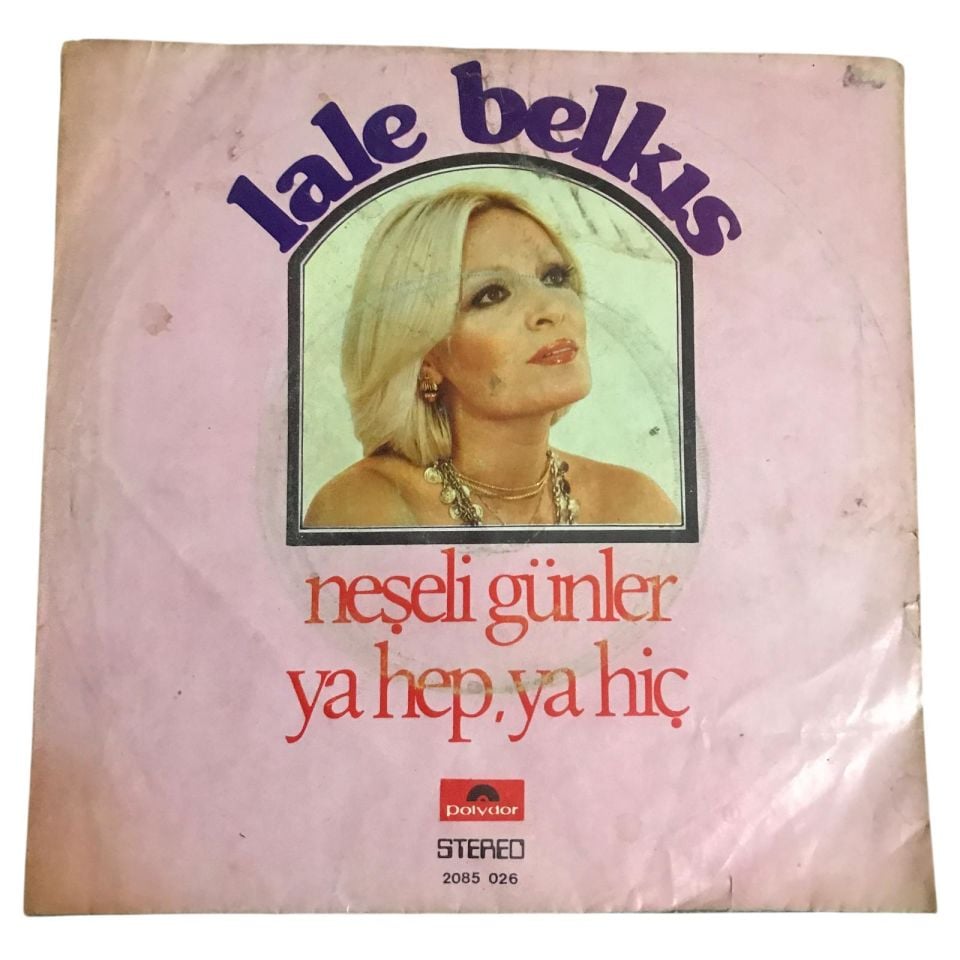 lale belkıs
neşeli günler
ya hep, ya hiç
polydor
STEREO
2085 026